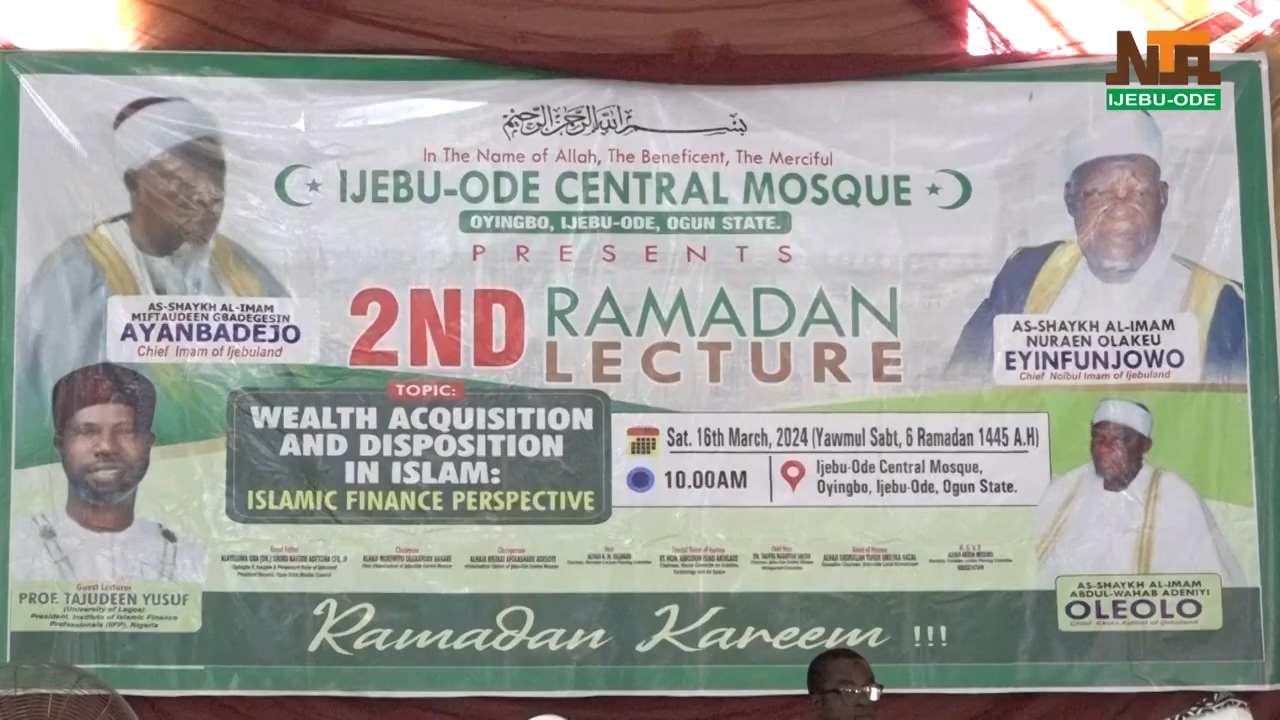 NTA
IJEBU-ODE
بسم الله الرحمن الرحيم
In The Name of Allah, The Beneficent, The Merciful
IJEBU-ODE CENTRAL MOSQUE
OYINGBO, IJEBU-ODE, OGUN STATE.
PRESENTS
2ND RAMADAN
LECTURE
AS-SHAYKH AL-IMAM
MIFTAUDEEN GBADEGESIN
AYANBADEJO
Chief Imam of Ijebuland
AS-SHAYKH AL-IMAM
NURAEN OLAKEU
EYINFUNJOWO
Chief Noibul Imam of Ijebuland
TOPIC:
WEALTH ACQUISITION
AND DISPOSITION
IN ISLAM:
ISLAMIC FINANCE PERSPECTIVE
Sat. 16th March, 2024 (Yawmul Sabt, 6 Ramadan 1445 A.H)
10.00AM
Ijebu-Ode Central Mosque,
Oyingbo, Ijebu-Ode, Ogun State.
Guest Lecturer
PROF. TAJUDEEN YUSUF
(University of Lagos)
President, Institute of Islamic Finance
Professionals (IIFP), Nigeria
AS-SHAYKH AL-IMAM
ABDUL-WAHAB ADENIYI
OLEOLO
Ramadan Kareem !!!